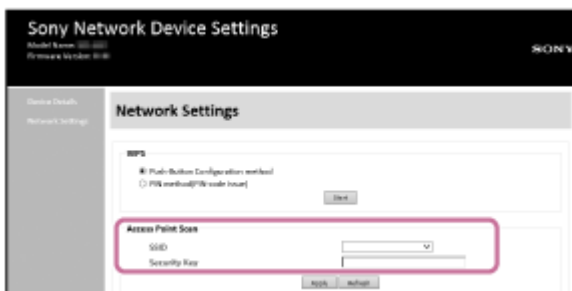 Sony Network Device Settings
Model Name
Firmware Version
SONY
Device Details
Network Settings
Network Settings
WPS
Push-Button Configuration method
PIN method(PIN code issue)
Start
Access Point Scan
SSID
Security Key
Apply Refresh